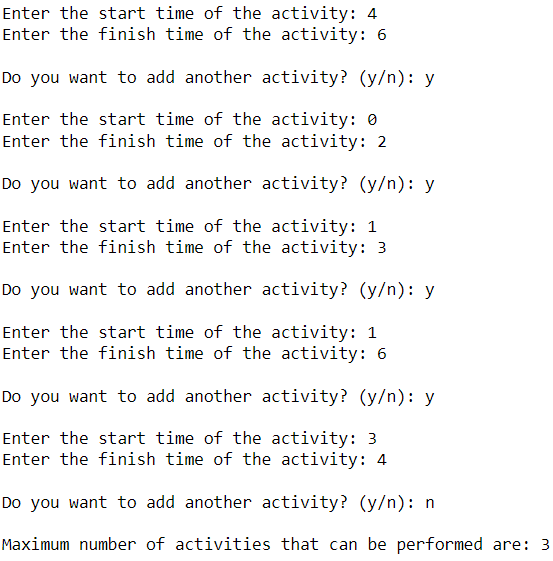 Enter the start time of the activity: 4
Enter the finish time of the activity: 6
Do you want to add another activity? (y/n): y
Enter the start time of the activity: 0
Enter the finish time of the activity: 2
Do you want to add another activity? (y/n): y
Enter the start time of the activity: 1
Enter the finish time of the activity: 3
Do you want to add another activity? (y/n): y
Enter the start time of the activity: 1
Enter the finish time of the activity: 6
Do you want to add another activity? (y/n): y
Enter the start time of the activity: 3
Enter the finish time of the activity: 4
Do you want to add another activity? (y/n): n
Maximum number of activities that can be performed are: 3